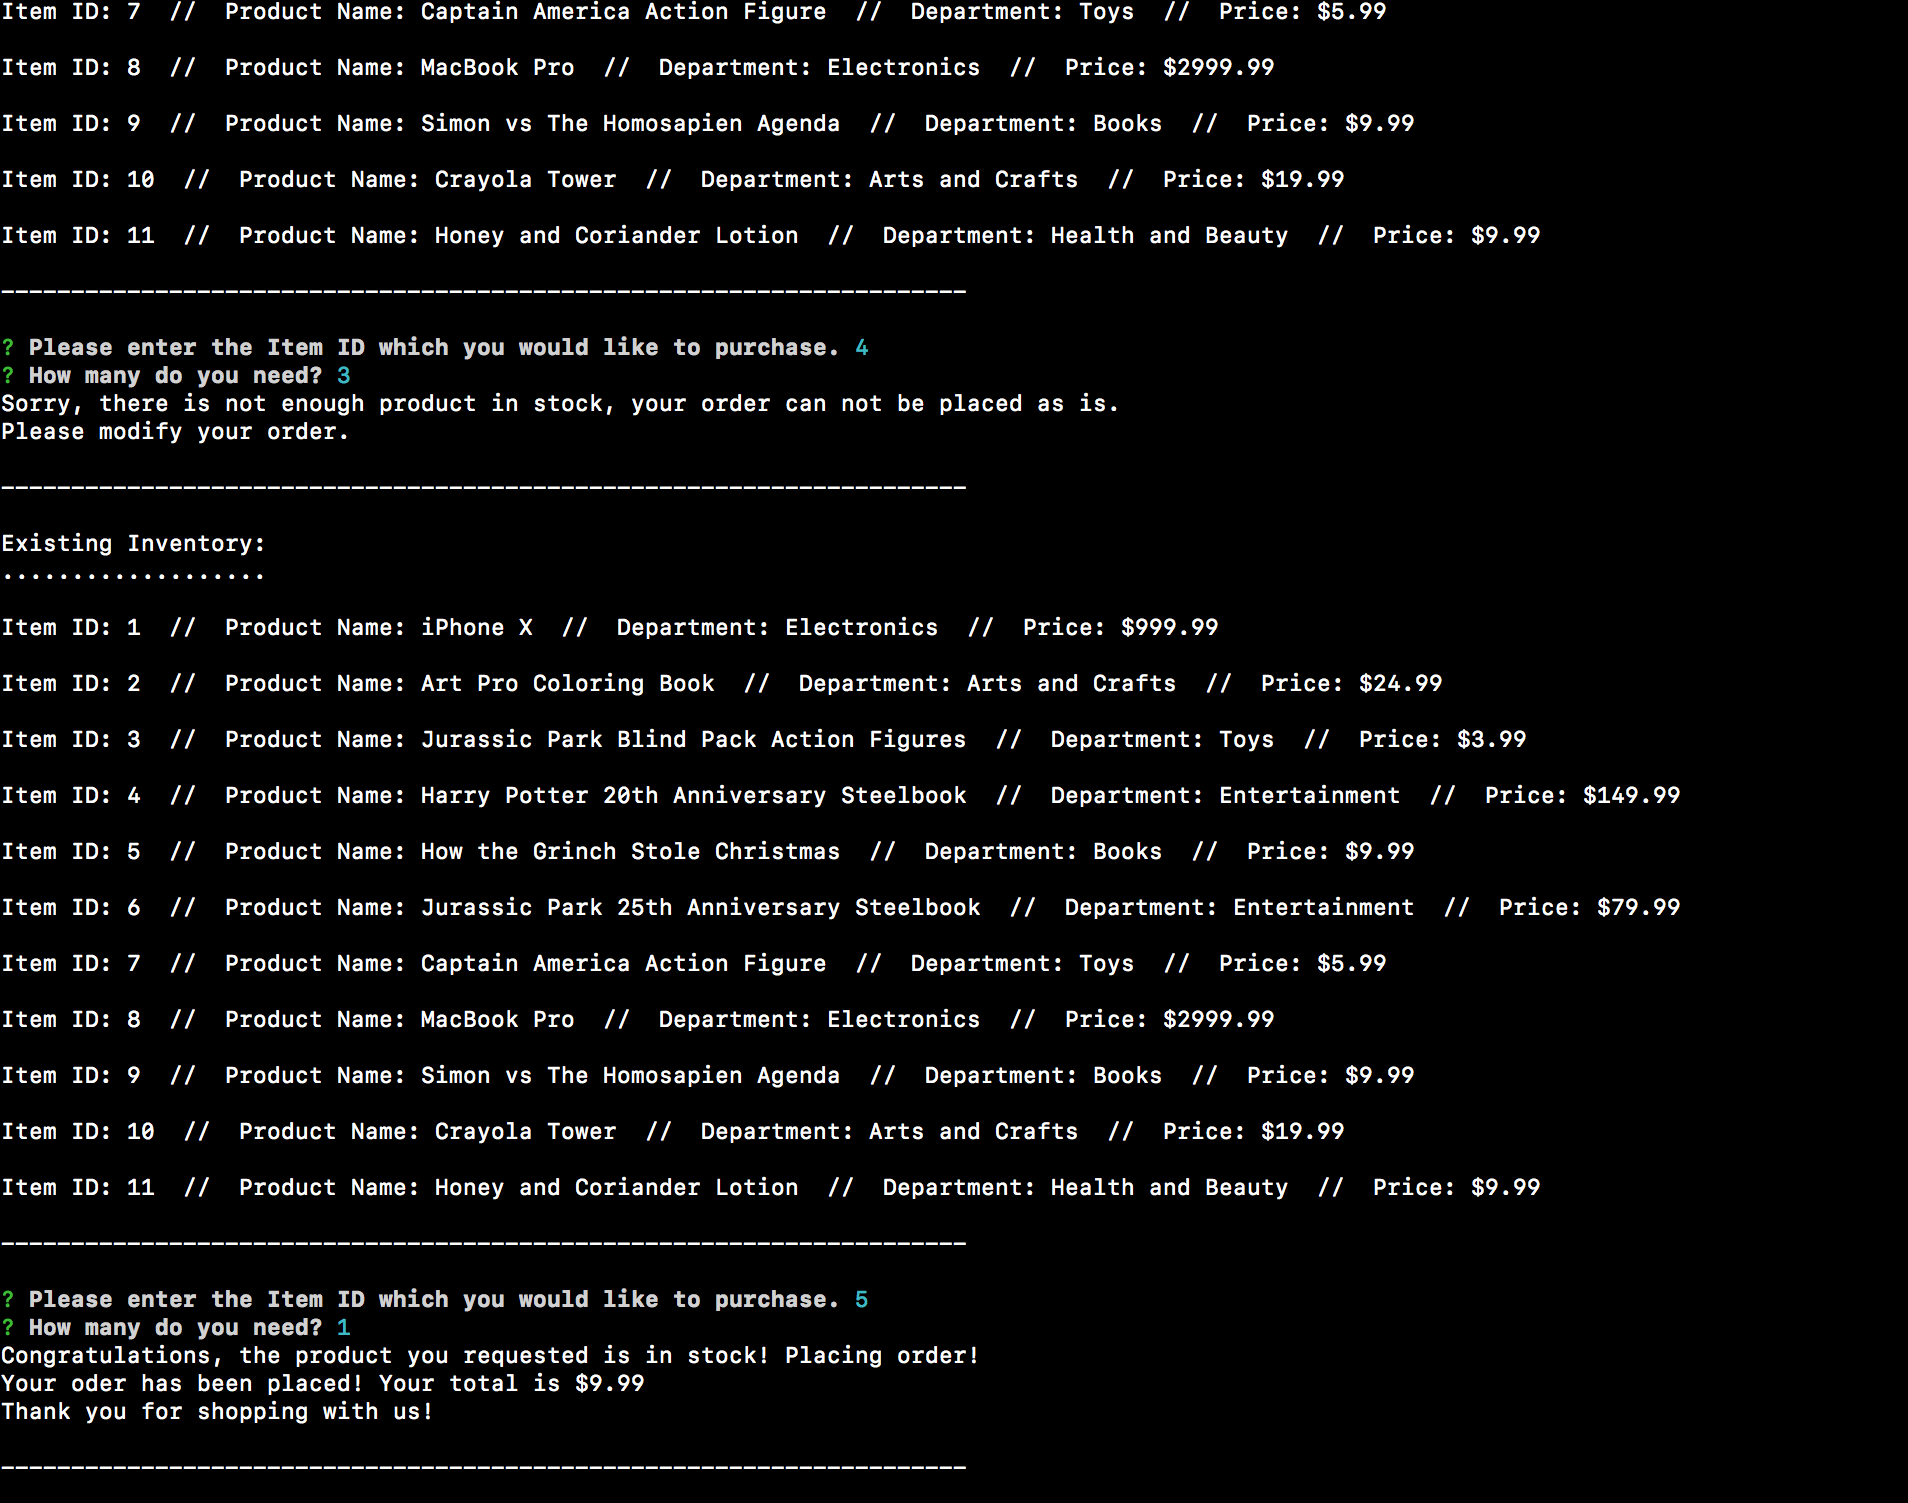 Item ID: 7  //  Product Name: Captain America Action Figure  //  Department: Toys  //  Price: $5.99
Item ID: 8  //  Product Name: MacBook Pro  //  Department: Electronics  //  Price: $2999.99
Item ID: 9  //  Product Name: Simon vs The Homosapien Agenda  //  Department: Books  //  Price: $9.99
Item ID: 10  //  Product Name: Crayola Tower  //  Department: Arts and Crafts  //  Price: $19.99
Item ID: 11  //  Product Name: Honey and Coriander Lotion  //  Department: Health and Beauty  //  Price: $9.99
---------------------------------------------------------------------
? Please enter the Item ID which you would like to purchase. 4
? How many do you need? 3
Sorry, there is not enough product in stock, your order can not be placed as is.
Please modify your order.
---------------------------------------------------------------------
Existing Inventory:
...................
Item ID: 1  //  Product Name: iPhone X  //  Department: Electronics  //  Price: $999.99
Item ID: 2  //  Product Name: Art Pro Coloring Book  //  Department: Arts and Crafts  //  Price: $24.99
Item ID: 3  //  Product Name: Jurassic Park Blind Pack Action Figures  //  Department: Toys  //  Price: $3.99
Item ID: 4  //  Product Name: Harry Potter 20th Anniversary Steelbook  //  Department: Entertainment  //  Price: $149.99
Item ID: 5  //  Product Name: How the Grinch Stole Christmas  //  Department: Books  //  Price: $9.99
Item ID: 6  //  Product Name: Jurassic Park 25th Anniversary Steelbook  //  Department: Entertainment  //  Price: $79.99
Item ID: 7  //  Product Name: Captain America Action Figure  //  Department: Toys  //  Price: $5.99
Item ID: 8  //  Product Name: MacBook Pro  //  Department: Electronics  //  Price: $2999.99
Item ID: 9  //  Product Name: Simon vs The Homosapien Agenda  //  Department: Books  //  Price: $9.99
Item ID: 10  //  Product Name: Crayola Tower  //  Department: Arts and Crafts  //  Price: $19.99
Item ID: 11  //  Product Name: Honey and Coriander Lotion  //  Department: Health and Beauty  //  Price: $9.99
---------------------------------------------------------------------
? Please enter the Item ID which you would like to purchase. 5
? How many do you need? 1
Congratulations, the product you requested is in stock! Placing order!
Your oder has been placed! Your total is $9.99
Thank you for shopping with us!
---------------------------------------------------------------------